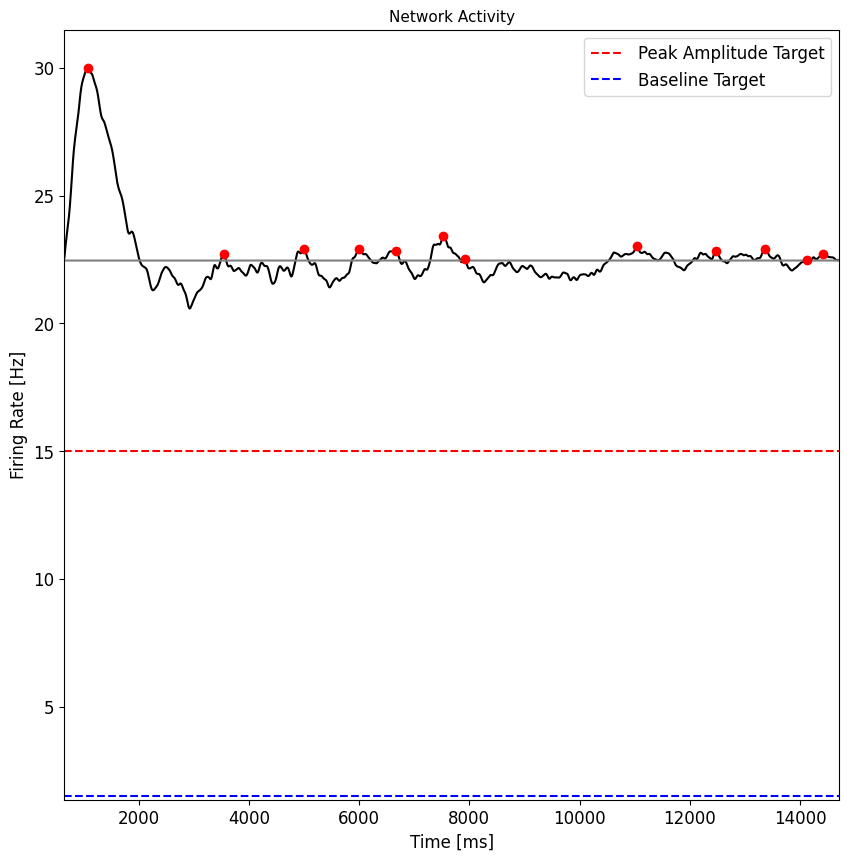 Network Activity
Peak Amplitude Target
Baseline Target
30
25
20
15
10
5
Firing Rate [Hz]
2000 4000 6000 8000 10000 12000 14000
Time [ms]